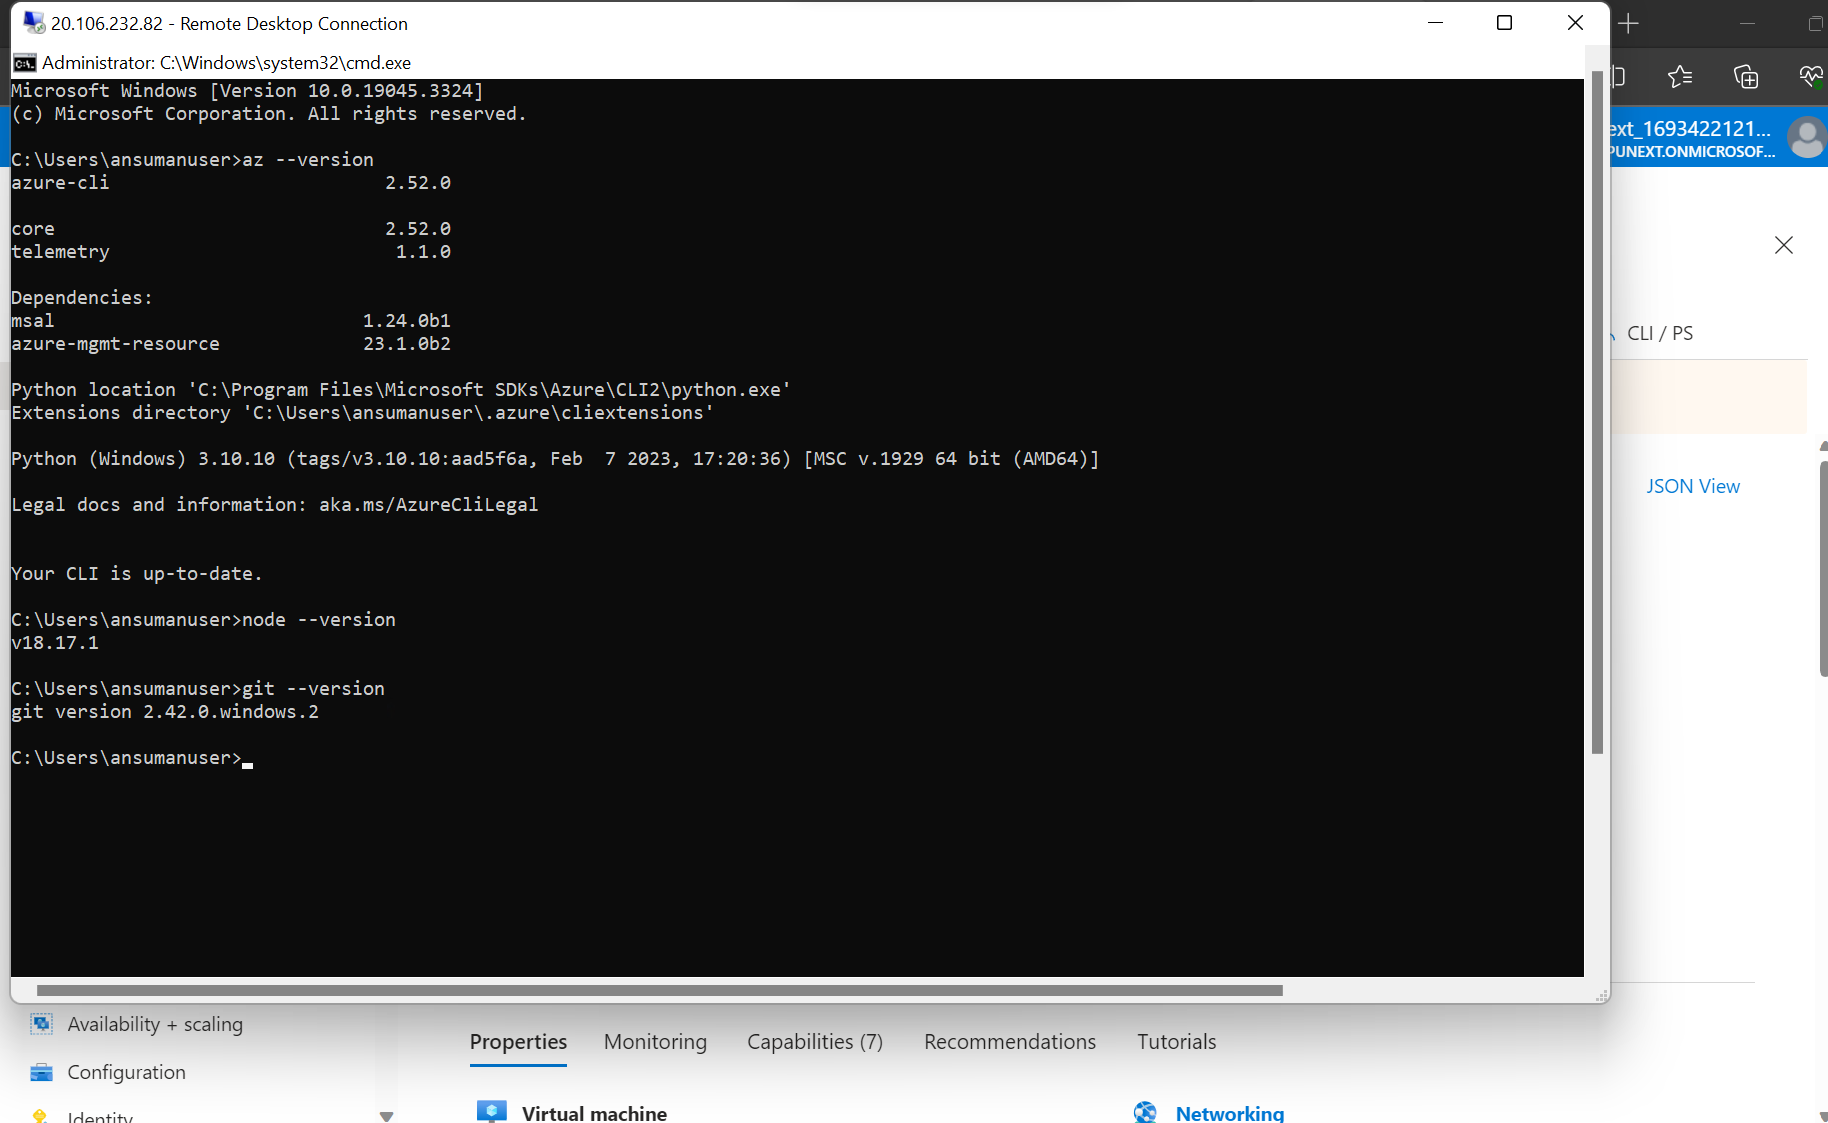 20.106.232.82 - Remote Desktop Connection
Administrator: C:\Windows\system32\cmd.exe
Microsoft Windows [Version 10.0.19045.3324]
(c) Microsoft Corporation. All rights reserved.
C:\Users\ansumanuser>az --version
azure-cli 2.52.0
core 2.52.0
telemetry 1.1.0
Dependencies:
msal 1.24.0b1
azure-mgmt-resource 23.1.0b2
Python location 'C:\Program Files\Microsoft SDKs\Azure\CLI2\python.exe'
Extensions directory 'C:\Users\ansumanuser\.azure\cliextensions'
Python (Windows) 3.10.10 (tags/v3.10.10:aad5f6a, Feb  7 2023, 17:20:36) [MSC v.1929 64 bit (AMD64)]
Legal docs and information: aka.ms/AzureCliLegal
Your CLI is up-to-date.
C:\Users\ansumanuser>node --version
v18.17.1
C:\Users\ansumanuser>git --version
git version 2.42.0.windows.2
C:\Users\ansumanuser>
ext_1693422121...
PUNEXT.ONMICROSOF...
CLI / PS
JSON View
Availability + scaling
Configuration
Identity
Properties Monitoring Capabilities (7) Recommendations Tutorials
Virtual machine
Networking